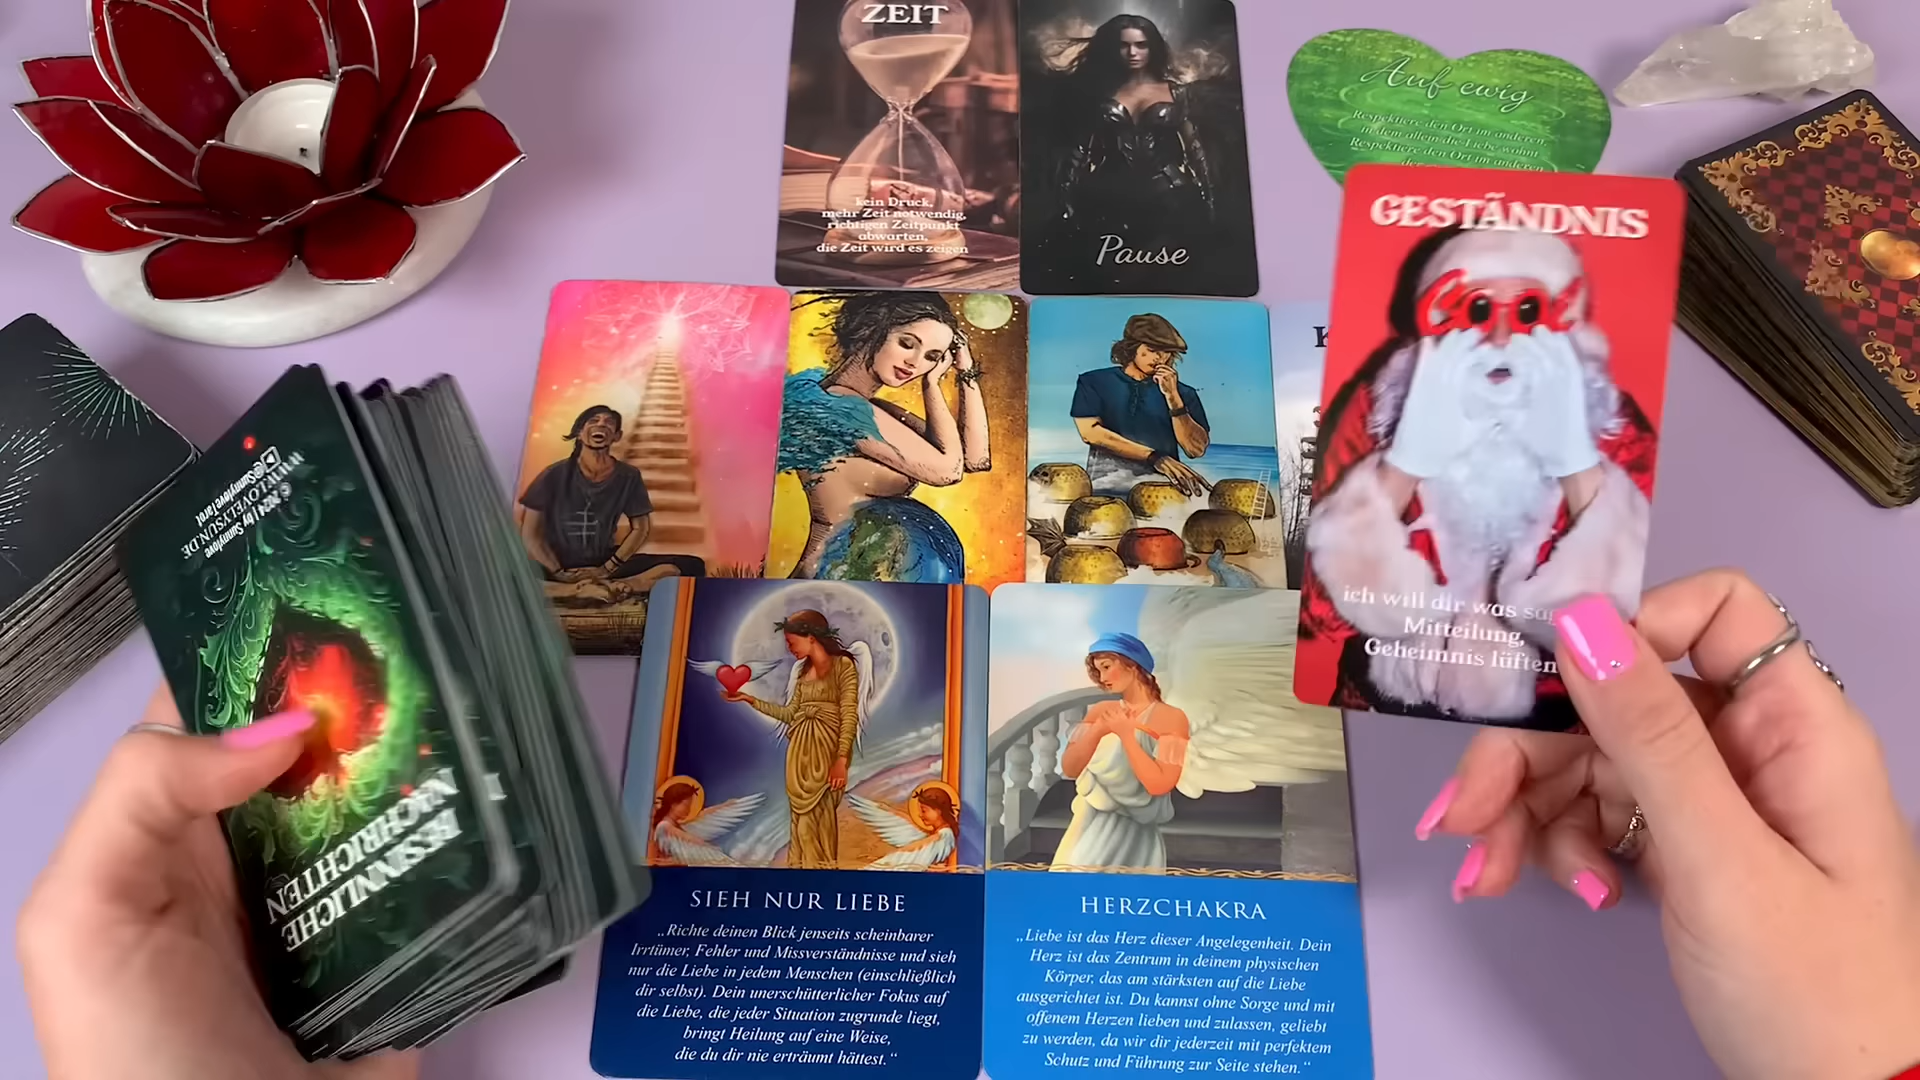 ZEIT
kein Druck,
mehr Zeit notwendig,
richtigen Zeitpunkt
abwarten,
die Zeit wird es zeigen
Pause
Auf ewig
Respektiere den Ort im anderen,
in dem allein die Liebe wohnt
Respektiere den Ort im anderen
GESTÄNDNIS
ich will dir was
Mitteilung,
Geheimnis lüften
© 2024 | by Sunnylove
WWW.LOVELYSUN.DE
@SunnyloveTarot
BESINNLICHE
NACHRICHTEN
SIEH NUR LIEBE
„Richte deinen Blick jenseits scheinbarer
Irrtümer, Fehler und Missverständnisse und sieh
nur die Liebe in jedem Menschen (einschließlich
dir selbst). Dein unerschütterlicher Fokus auf
die Liebe, die jeder Situation zugrunde liegt,
bringt Heilung auf eine Weise,
die du dir nie erträumt hättest.“
HERZCHAKRA
„Liebe ist das Herz dieser Angelegenheit. Dein
Herz ist das Zentrum in deinem physischen
Körper, das am stärksten auf die Liebe
ausgerichtet ist. Du kannst ohne Sorge und mit
offenem Herzen lieben und zulassen, geliebt
zu werden, da wir dir jederzeit mit perfektem
Schutz und Führung zur Seite stehen.“